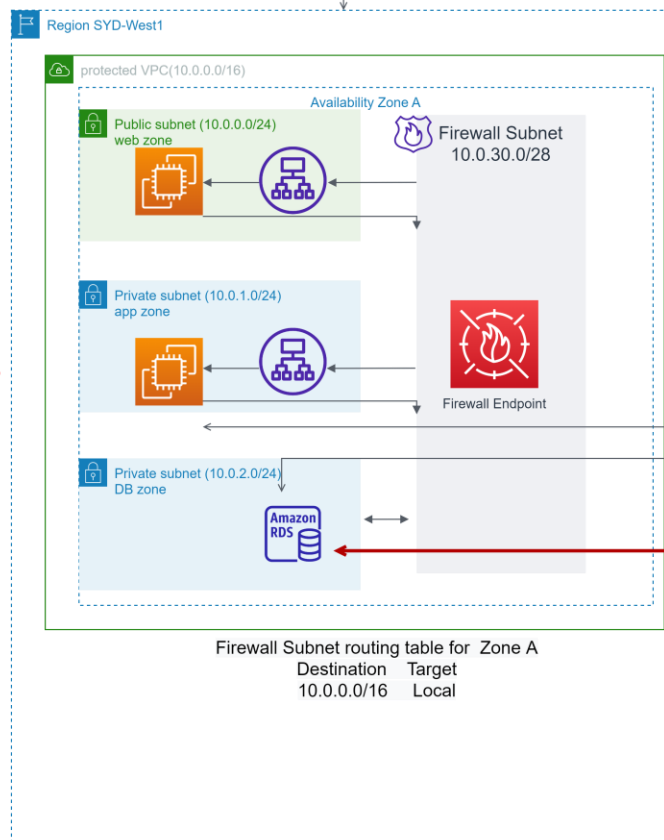 Region SYD-West1
protected VPC(10.0.0.0/16)
Availability Zone A
Public subnet (10.0.0.0/24)
web zone
Firewall Subnet
10.0.30.0/28
Private subnet (10.0.1.0/24)
app zone
Firewall Endpoint
Private subnet (10.0.2.0/24)
DB zone
Amazon
RDS
Firewall Subnet routing table for Zone A
Destination Target
10.0.0.0/16 Local